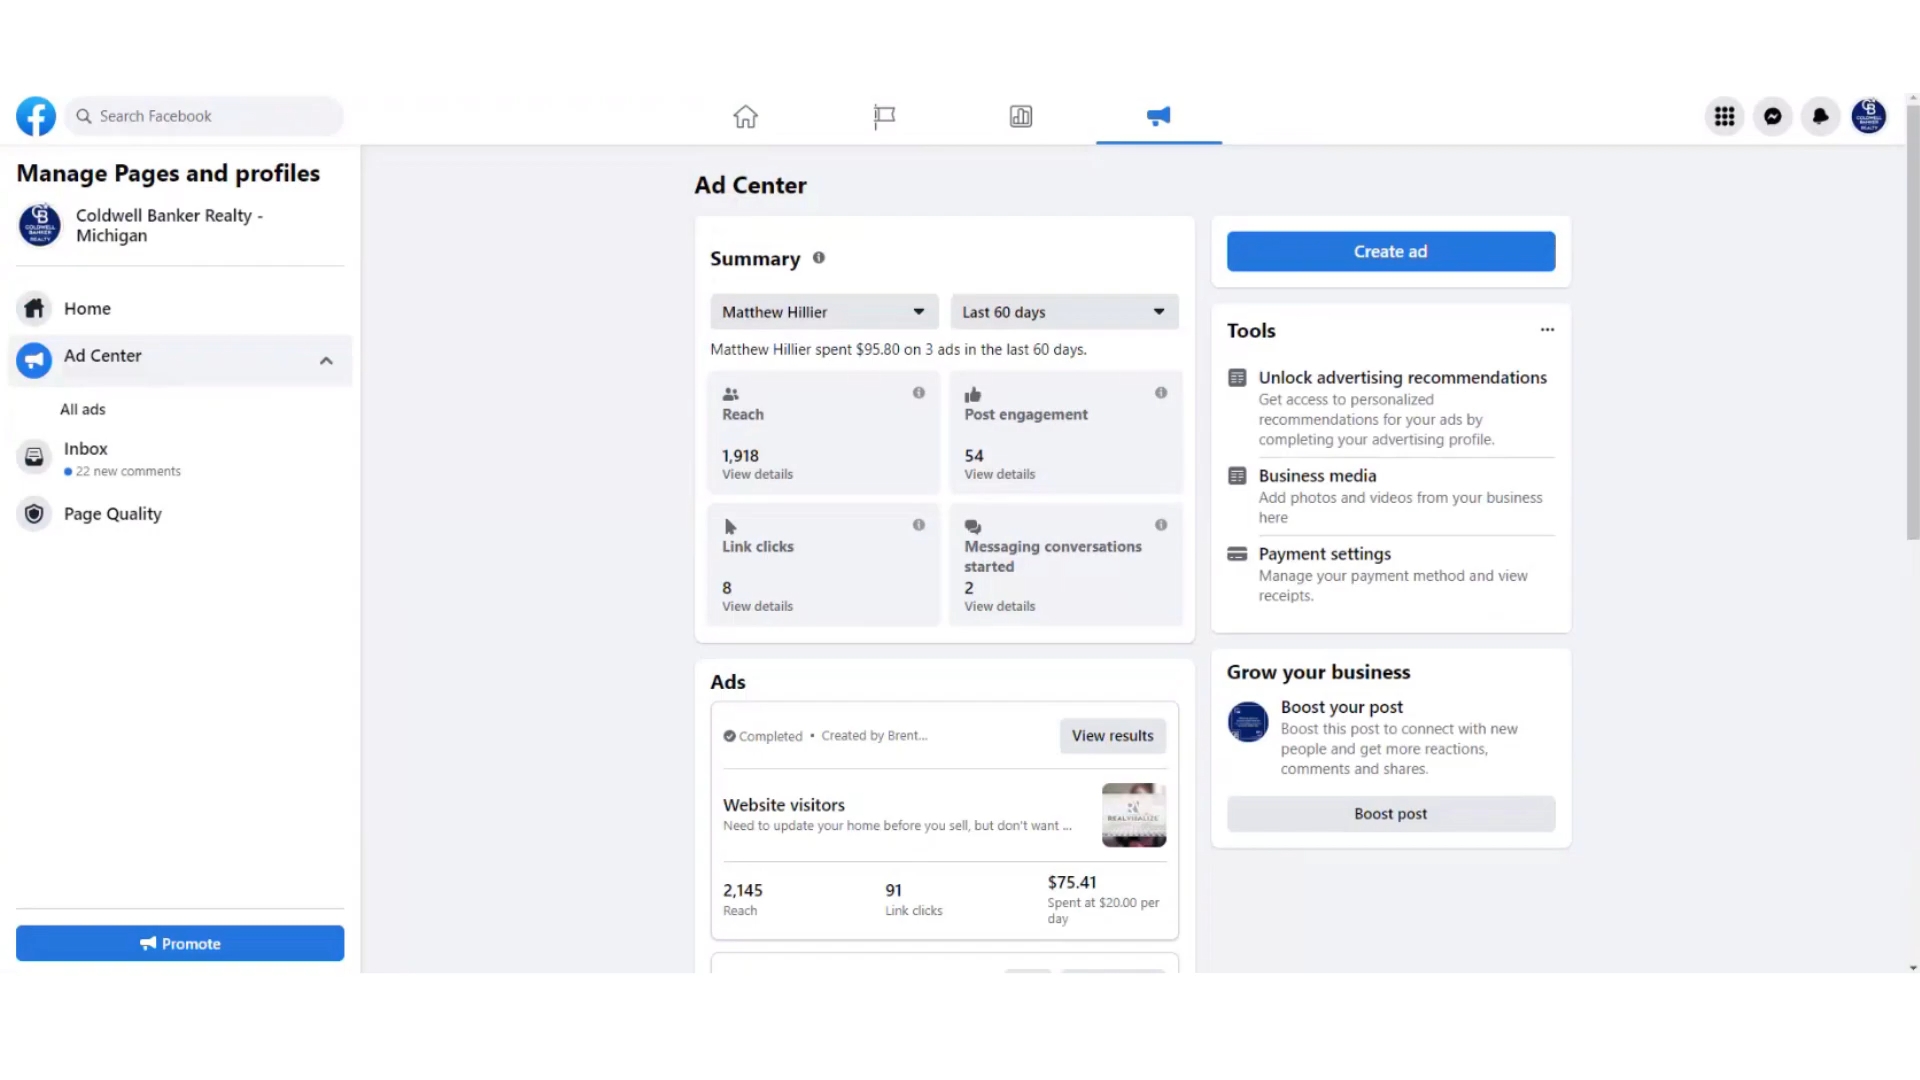 Search Facebook
Manage Pages and profiles
Coldwell Banker Realty -
Michigan
Home
Ad Center
All ads
Inbox
22 new comments
Page Quality
Promote
Ad Center
Summary
Matthew Hillier
Last 60 days
Matthew Hillier spent $95.80 on 3 ads in the last 60 days.
Reach
1,918
View details
Post engagement
54
View details
Link clicks
8
View details
Messaging conversations
started
2
View details
Ads
Completed • Created by Brent...
View results
Website visitors
Need to update your home before you sell, but don't want ...
REALVITALIZE
2,145
Reach
91
Link clicks
$75.41
Spent at $20.00 per
day
Create ad
Tools
Unlock advertising recommendations
Get access to personalized
recommendations for your ads by
completing your advertising profile.
Business media
Add photos and videos from your business
here
Payment settings
Manage your payment method and view
receipts.
Grow your business
Boost your post
Boost this post to connect with new
people and get more reactions,
comments and shares.
Boost post